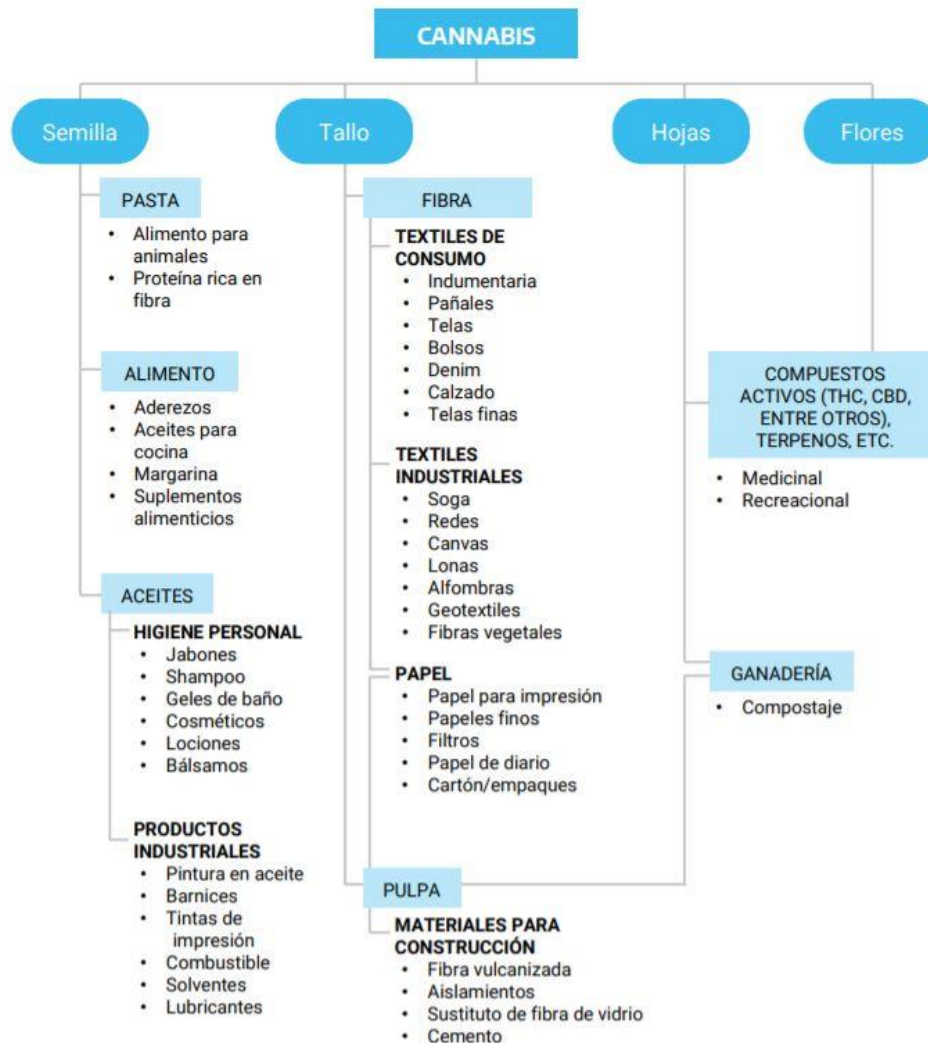 CANNABIS
Semilla
Tallo
Hojas
Flores
PASTA
• Alimento para
animales
• Proteína rica en
fibra
ALIMENTO
• Aderezos
• Aceites para
cocina
• Margarina
• Suplementos
alimenticios
ACEITES
HIGIENE PERSONAL
• Jabones
• Shampoo
• Geles de baño
• Cosméticos
• Lociones
• Bálsamos
PRODUCTOS
INDUSTRIALES
• Pintura en aceite
• Barnices
• Tintas de
impresión
• Combustible
• Solventes
• Lubricantes
FIBRA
TEXTILES DE
CONSUMO
• Indumentaria
• Pañales
• Telas
• Bolsos
• Denim
• Calzado
• Telas finas
TEXTILES
INDUSTRIALES
• Soga
• Redes
• Canvas
• Lonas
• Alfombras
• Geotextiles
• Fibras vegetales
PAPEL
• Papel para impresión
• Papeles finos
• Filtros
• Papel de diario
• Cartón/empaques
PULPA
MATERIALES PARA
CONSTRUCCIÓN
• Fibra vulcanizada
• Aislamientos
• Sustituto de fibra de vidrio
• Cemento
COMPUESTOS
ACTIVOS (THC, CBD,
ENTRE OTROS),
TERPENOS, ETC.
• Medicinal
• Recreacional
GANADERÍA
• Compostaje